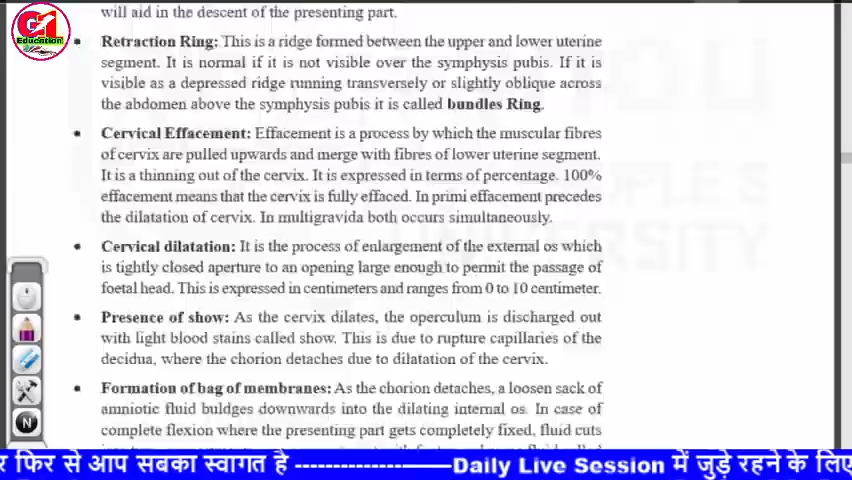 will aid in the descent of the presenting part.
G1
Education
• Retraction Ring: This is a ridge formed between the upper and lower uterine
segment. It is normal if it is not visible over the symphysis pubis. If it is
visible as a depressed ridge running transversely or slightly oblique across
the abdomen above the symphysis pubis it is called bundles Ring.
• Cervical Effacement: Effacement is a process by which the muscular fibres
of cervix are pulled upwards and merge with fibres of lower uterine segment.
It is a thinning out of the cervix. It is expressed in terms of percentage. 100%
effacement means that the cervix is fully effaced. In primi effacement precedes
the dilatation of cervix. In multigravida both occurs simultaneously.
• Cervical dilatation: It is the process of enlargement of the external os which
is tightly closed aperture to an opening large enough to permit the passage of
foetal head. This is expressed in centimeters and ranges from 0 to 10 centimeter.
• Presence of show: As the cervix dilates, the operculum is discharged out
with light blood stains called show. This is due to rupture capillaries of the
decidua, where the chorion detaches due to dilatation of the cervix.
• Formation of bag of membranes: As the chorion detaches, a loosen sack of
amniotic fluid buldges downwards into the dilating internal os. In case of
complete flexion where the presenting part gets completely fixed, fluid cuts
N
र फिर से आप सबका स्वागत है --------------------Daily Live Session में जुड़े रहने के लिए